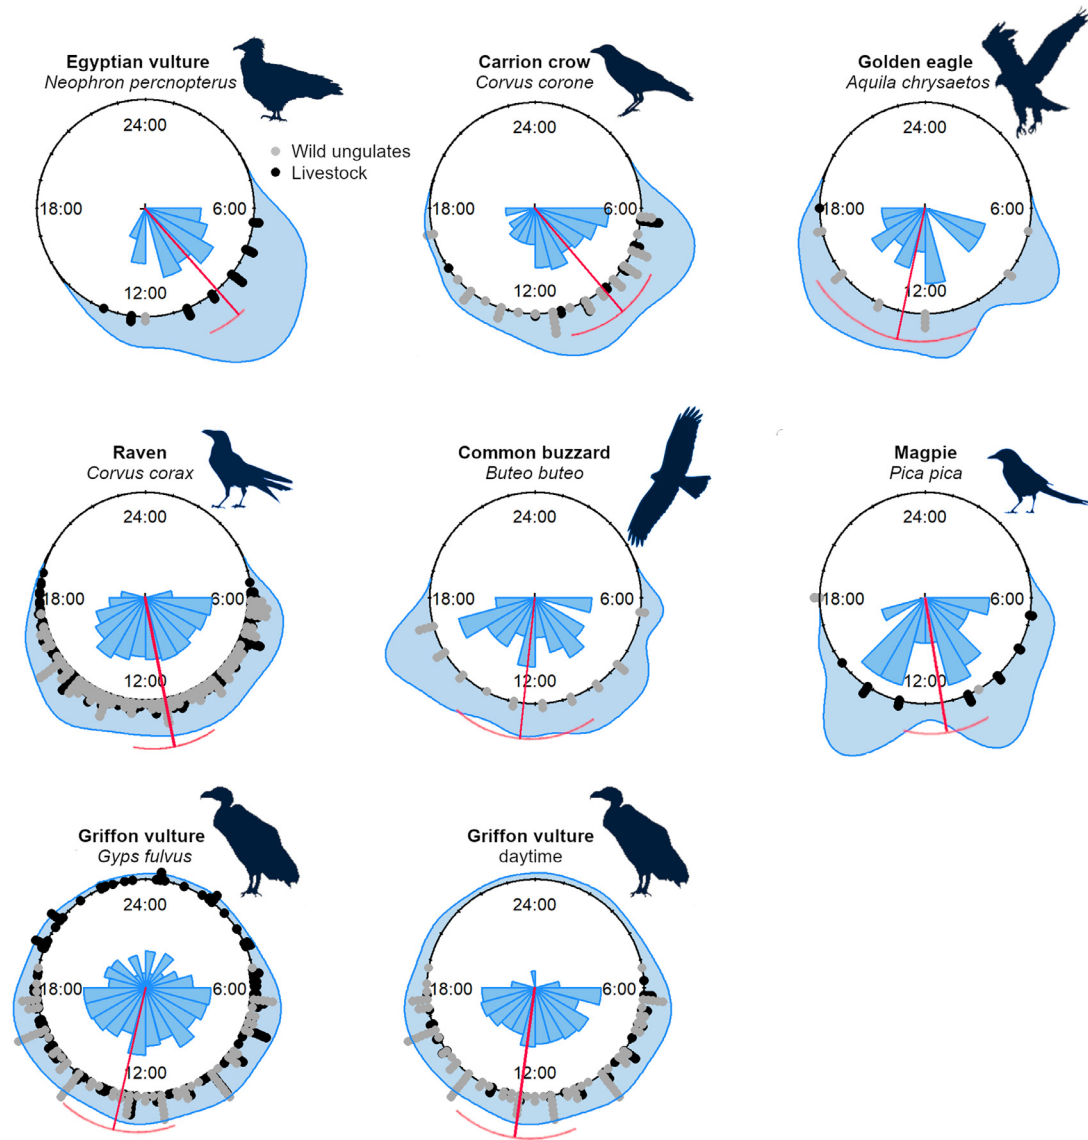 Egyptian vulture
Neophron percnopterus
24:00
18:00
6:00
12:00
Wild ungulates
Livestock
Carrion crow
Corvus corone
24:00
18:00
6:00
12:00
Golden eagle
Aquila chrysaetos
24:00
18:00
6:00
12:00
Raven
Corvus corax
24:00
18:00
6:00
12:00
Common buzzard
Buteo buteo
24:00
18:00
6:00
12:00
Magpie
Pica pica
24:00
18:00
6:00
12:00
Griffon vulture
Gyps fulvus
24:00
18:00
6:00
12:00
Griffon vulture
daytime
24:00
18:00
6:00
12:00